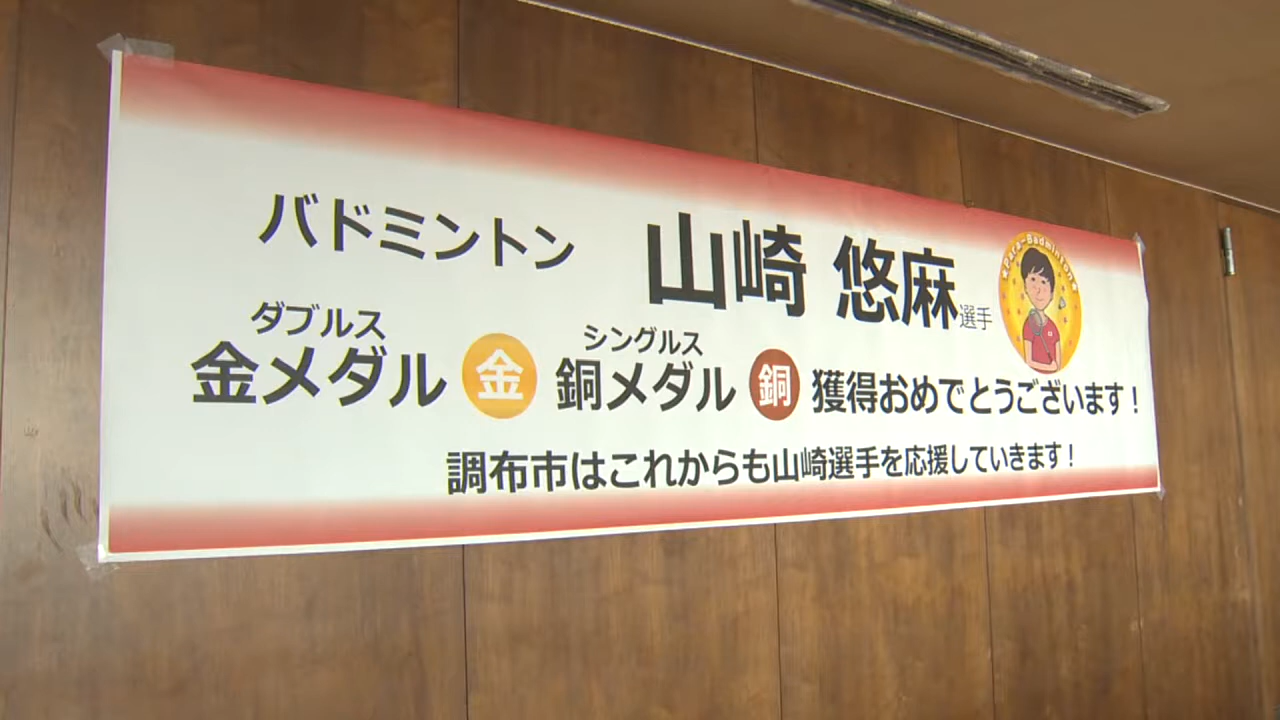 バドミントン 山崎 悠麻選手
★Para-Badminton★
ダブルス シングルス
金メダル 金 銅メダル 銅 獲得おめでとうございます！
調布市はこれからも山崎選手を応援していきます！